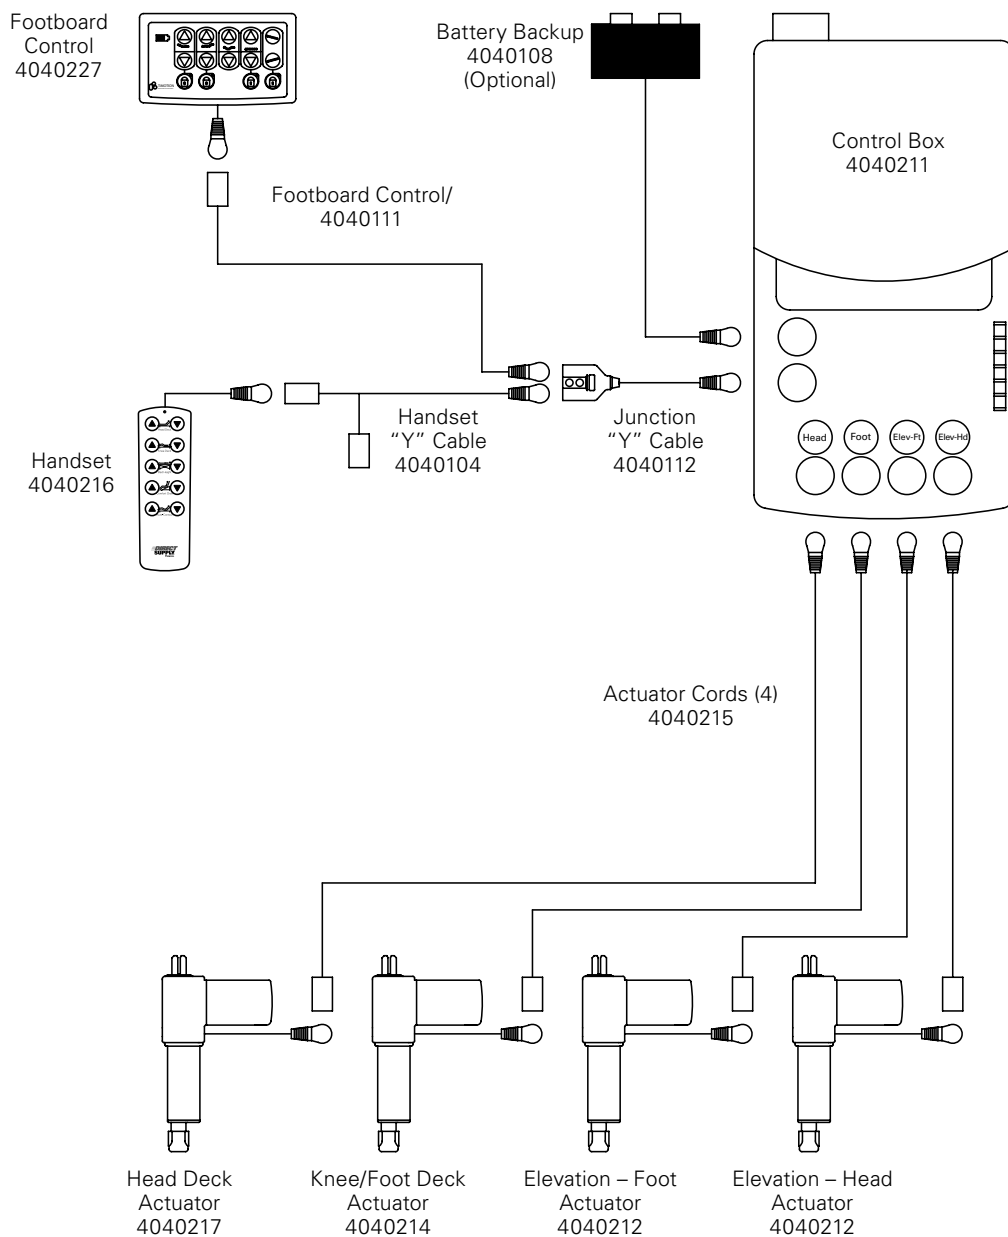 Footboard
Control
4040227
Battery Backup
4040108
(Optional)
Control Box
4040211
Footboard Control/
4040111
Handset
4040216
DIRECT
SUPPLY
Handset
“Y” Cable
4040104
Junction
“Y” Cable
4040112
Head
Foot
Elev-Ft
Elev-Hd
Actuator Cords (4)
4040215
Head Deck
Actuator
4040217
Knee/Foot Deck
Actuator
4040214
Elevation – Foot
Actuator
4040212
Elevation – Head
Actuator
4040212